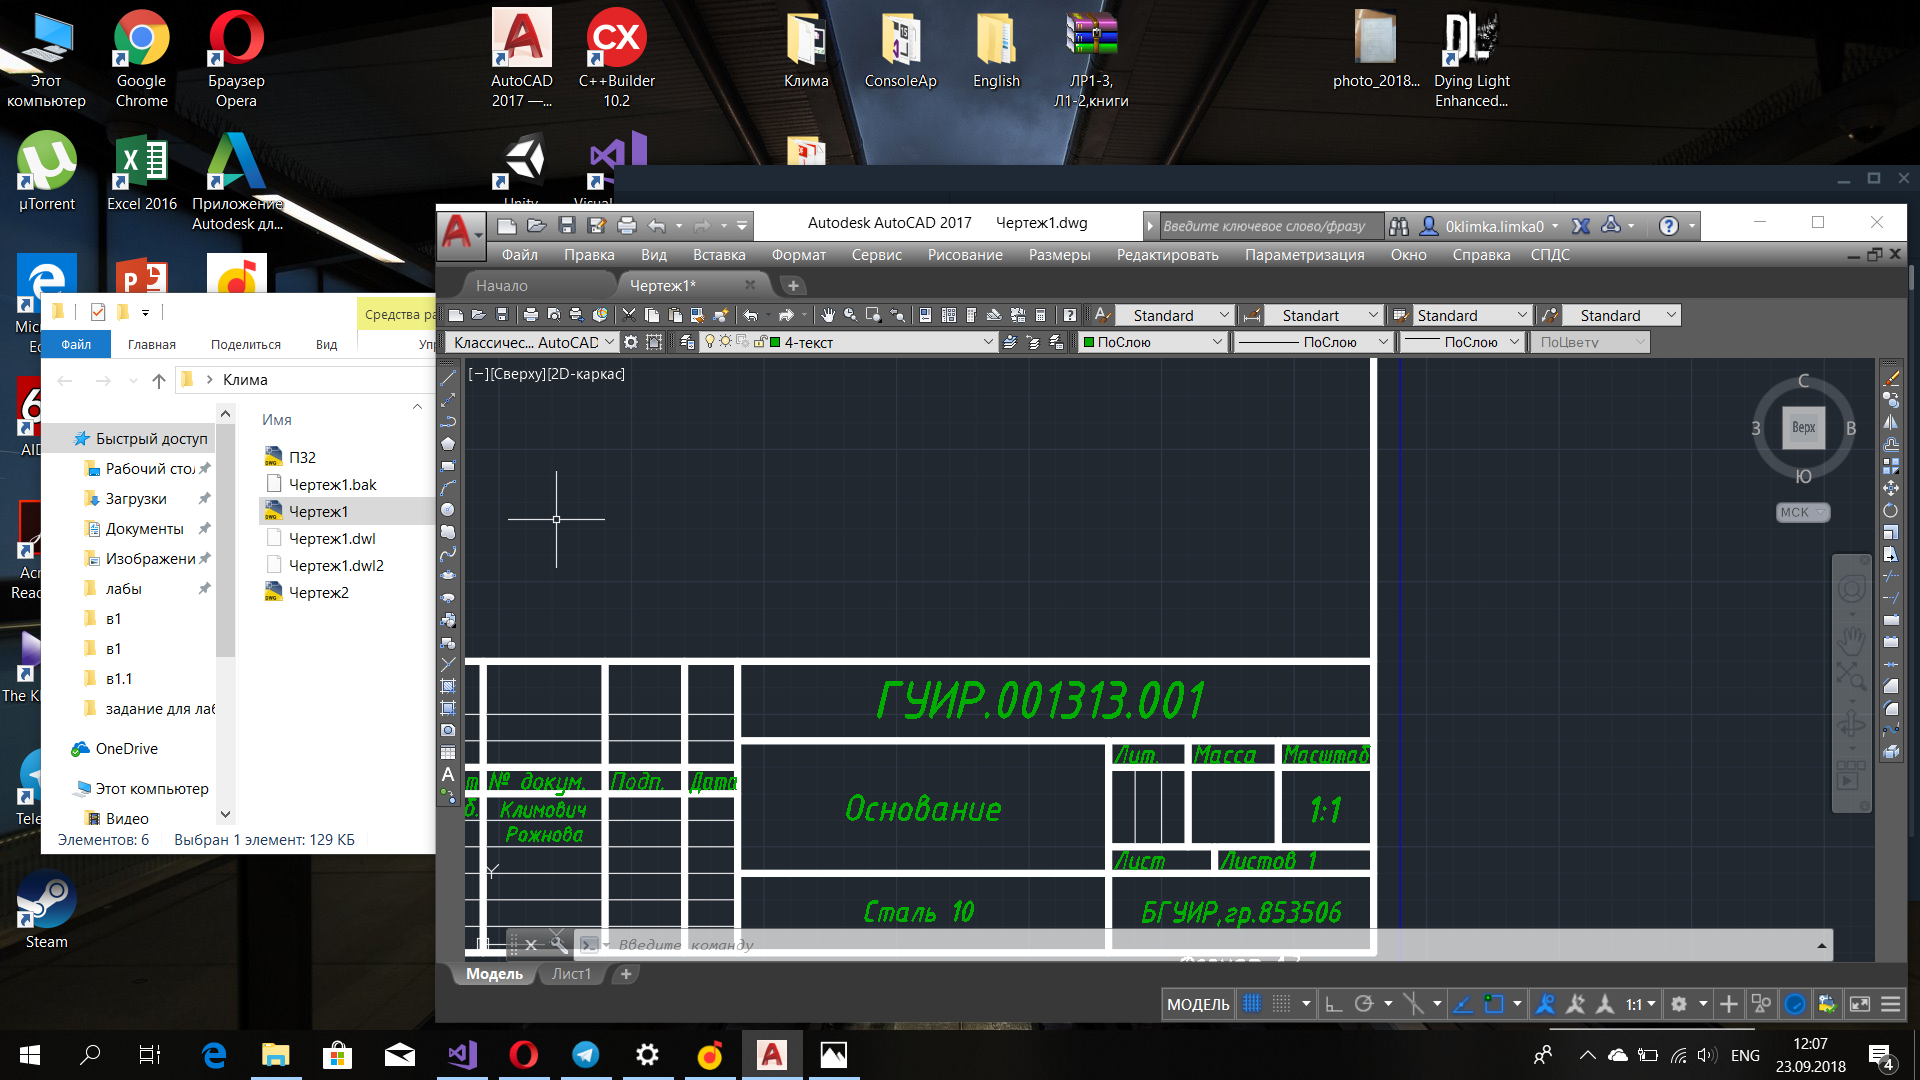 Этот компьютер
Google Chrome
Браузер Opera
AutoCAD 2017 —...
C++Builder 10.2
Клима
ConsoleAp
English
ЛР1-3, Л1-2,книги
photo_2018...
Dying Light Enhanced...
µTorrent
Excel 2016
Приложение Autodesk дл...
Steam
Autodesk AutoCAD 2017 Чертеж1.dwg
Введите ключевое слово/фразу
0klimka.limka0
Файл Правка Вид Вставка Формат Сервис Рисование Размеры Редактировать Параметризация Окно Справка СПДС
Начало
Чертеж1*
Standard
Standart
Standard
Standard
Классичес... AutoCAD
4-текст
ПоСлою
ПоСлою
ПоСлою
ПоЦвету
[−][Сверху][2D-каркас]
С
З
Верх
В
Ю
МСК
Средства ра
Файл Главная Поделиться Вид Упр
Клима
Имя
Быстрый доступ
Рабочий стол
Загрузки
Документы
Изображени
лабы
в1
в1
в1.1
задание для лаб
OneDrive
Этот компьютер
Видео
П32
Чертеж1.bak
Чертеж1
Чертеж1.dwl
Чертеж1.dwl2
Чертеж2
Элементов: 6 Выбран 1 элемент: 129 КБ
ГУИР.001313.001
Лит. Масса Масштаб
№ докум. Подп. Дата
Климович
Рожнова
Основание
1:1
Лист
Листов 1
Сталь 10
БГУИР,гр.853506
Введите команду
Модель
Лист1
МОДЕЛЬ
1:1
ENG
12:07
23.09.2018
4